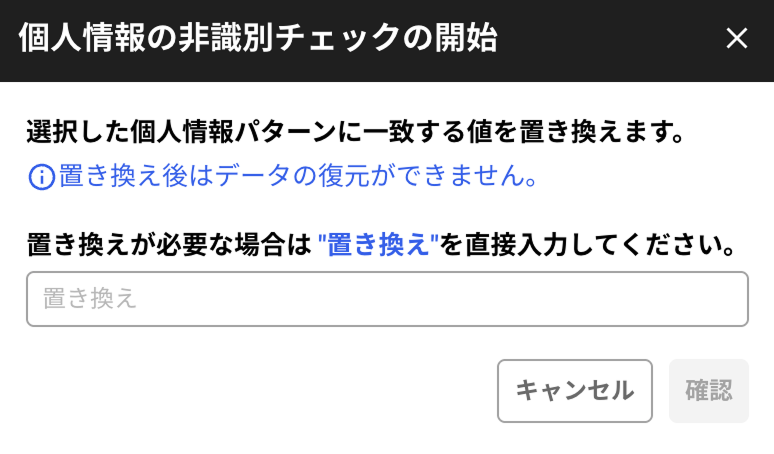 個人情報の非識別チェックの開始
選択した個人情報パターンに一致する値を置き換えます。
置き換え後はデータの復元ができません。
置き換えが必要な場合は "置き換え"を直接入力してください。
置き換え
キャンセル
確認